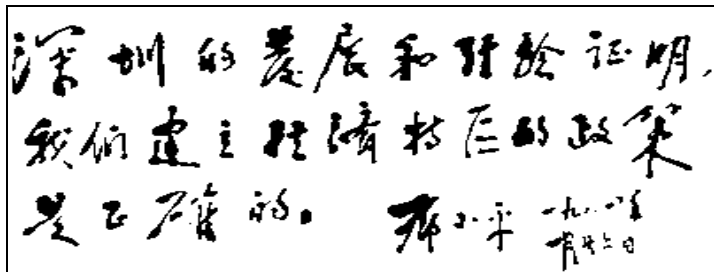 深圳的发展和经验证明,
我们建立经济特区的政策
是正确的。 邓小平 一九八四年
一月廿六日